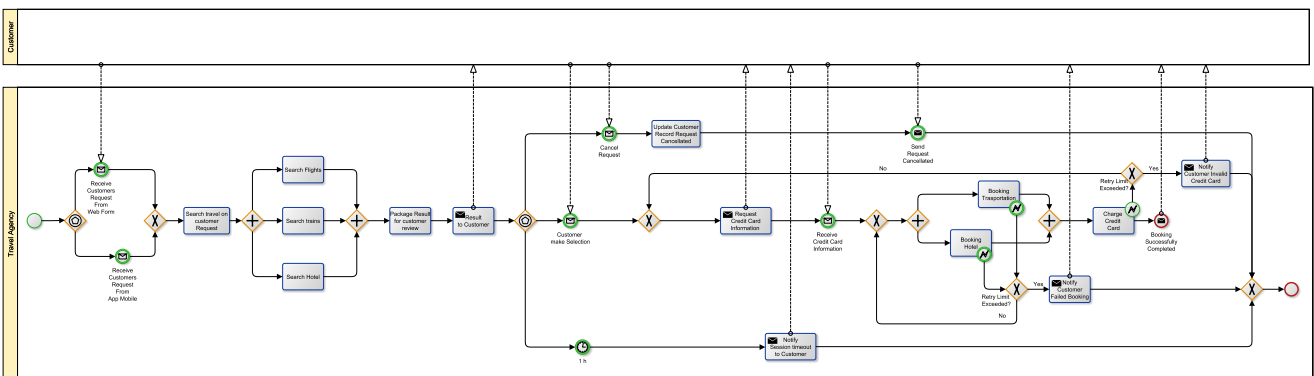 Customer
Travel Agency
Receive
Customers
Request
From
Web Form
Receive
Customers
Request
From
App Mobile
Search travel on
customer
Request
Search Flights
Search trains
Search Hotel
Package Result
for customer
review
Result
to Customer
Cancel
Request
Update Customer
Record Request
Cancellated
Send
Request
Cancellated
Customer
make Selection
1 h
Notify
Session timeout
to Customer
No
Request
Credit Card
Information
Receive
Credit Card
Information
Booking
Trasportation
Booking
Hotel
Retry Limit
Exceeded?
Yes
No
Notify
Customer
Failed Booking
Charge
Credit
Card
Retry Limit
Exceeded?
Yes
Notify
Customer Invalid
Credit Card
Booking
Successfully
Completed